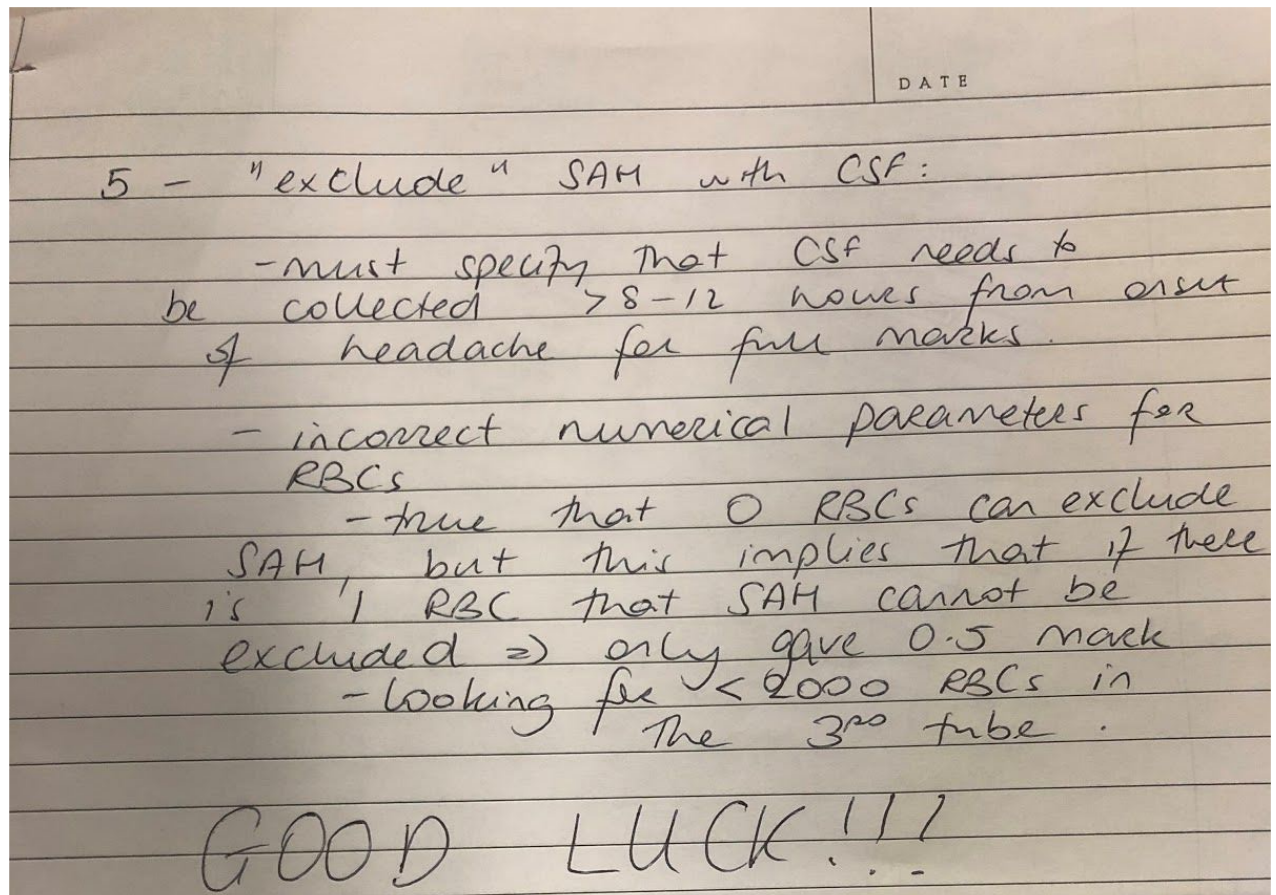 DATE
5 - "exclude" SAH with CSF:
- must specify that CSF needs to
be collected >8-12 hours from onset
of headache for full marks.
- incorrect numerical parameters for
RBCs
- true that 0 RBCs can exclude
SAH, but this implies that if there
is 1 RBC that SAH cannot be
excluded => only gave 0.5 mark
- looking for <2000 RBCs in
the 3rd tube.
GOOD LUCK!!!